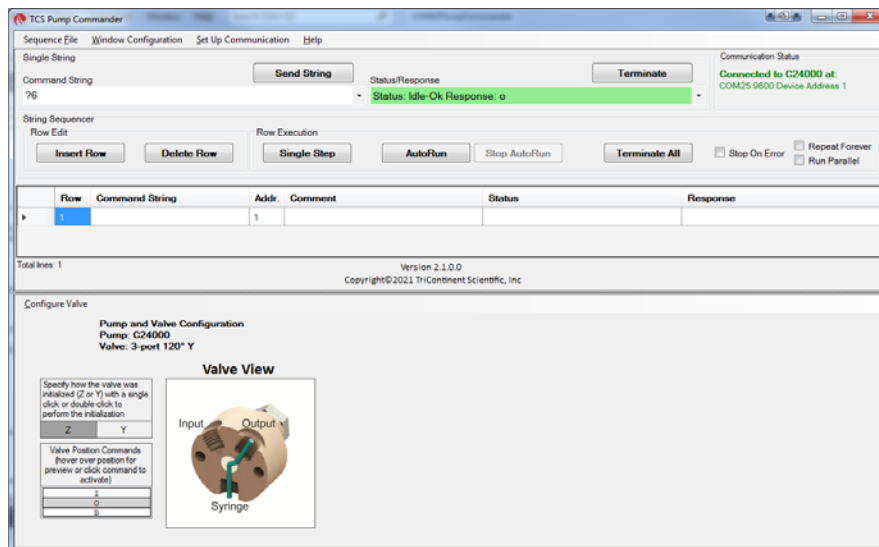 TCS Pump Commander
Sequence File Window Configuration Set Up Communication Help
Single String
Command String
Send String
Status/Response
Terminate
Communication Status
Connected to C24000 at:
COM25:9600:Device Address 1
?6
Status: Idle-Ok Response: o
String Sequencer
Row Edit
Row Execution
Insert Row Delete Row Single Step AutoRun Stop AutoRun Terminate All Stop On Error Repeat Forever
Run Parallel
Row Command String Addr. Comment Status Response
1 1
Total lines: 1
Version 2.1.0.0
Copyright©2021 TriContinent Scientific, Inc
Configure Valve
Pump and Valve Configuration
Pump: C24000
Valve: 3-port 120° Y
Valve View
Specify how the valve was
initialized (Z or Y) with a single
click or double-click to
perform the initialization
Z Y
Valve Position Commands
(hover over position for
preview or click command to
activate)
I
O
B
Input Output
Syringe